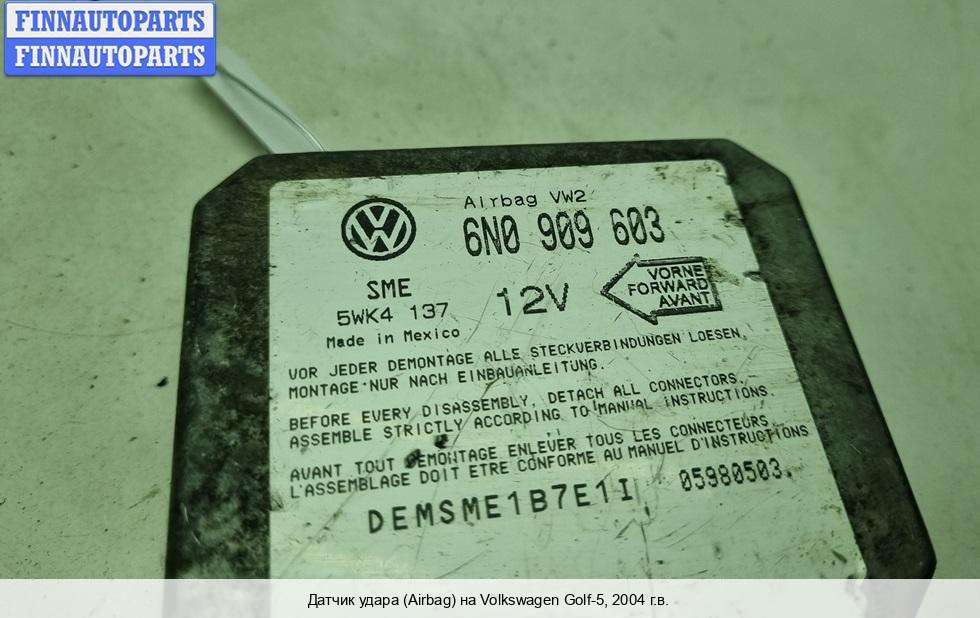 FINNAUTOPARTS
FINNAUTOPARTS
Airbag VW2
6N0 909 603
SME
5WK4 137
Made in Mexico
12V
VORNE
FORWARD
AVANT
VOR JEDER DEMONTAGE ALLE STECKVERBINDUNGEN LOESEN,
MONTAGE NUR NACH EINBAUANLEITUNG.
BEFORE EVERY DISASSEMBLY, DETACH ALL CONNECTORS.
ASSEMBLE STRICTLY ACCORDING TO MANUAL INSTRUCTIONS.
AVANT TOUT DEMONTAGE ENLEVER TOUS LES CONNECTEURS.
L'ASSEMBLAGE DOIT ETRE CONFORME AU MANUEL D'INSTRUCTIONS
DEMSME1B7E1I 05980503.
Датчик удара (Airbag) на Volkswagen Golf-5, 2004 г.в.